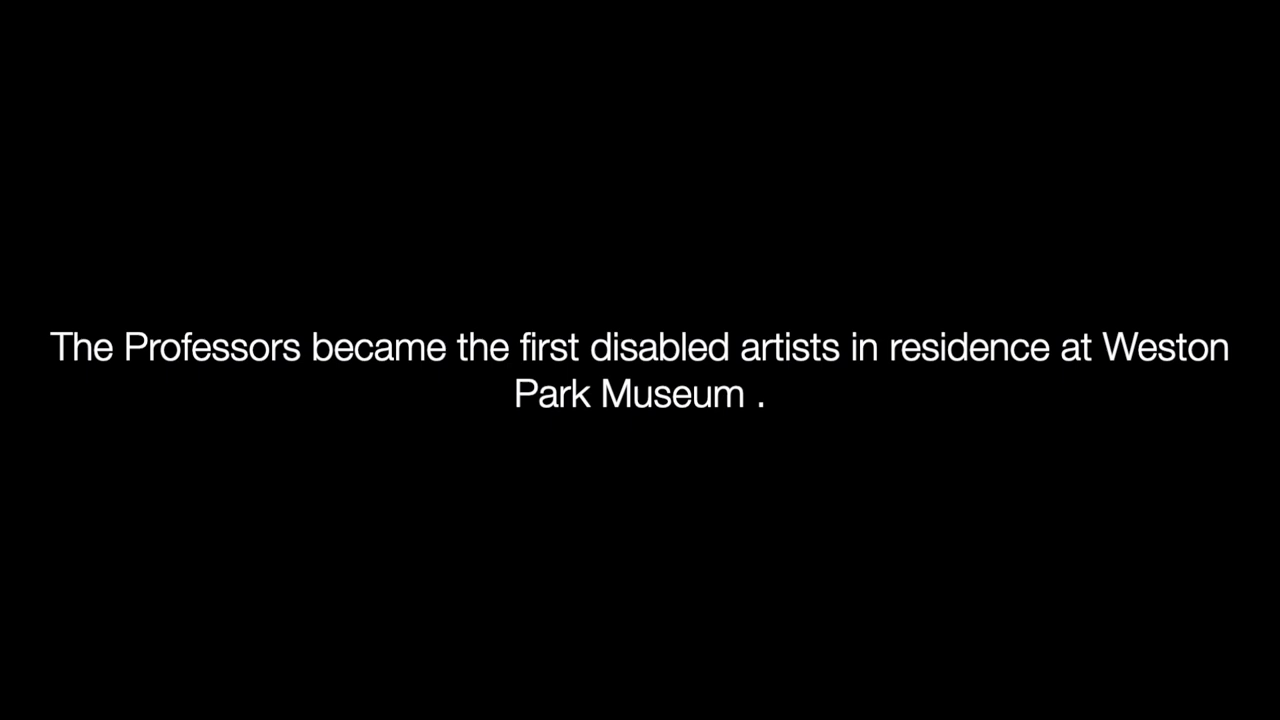 The Professors became the first disabled artists in residence at Weston
Park Museum .